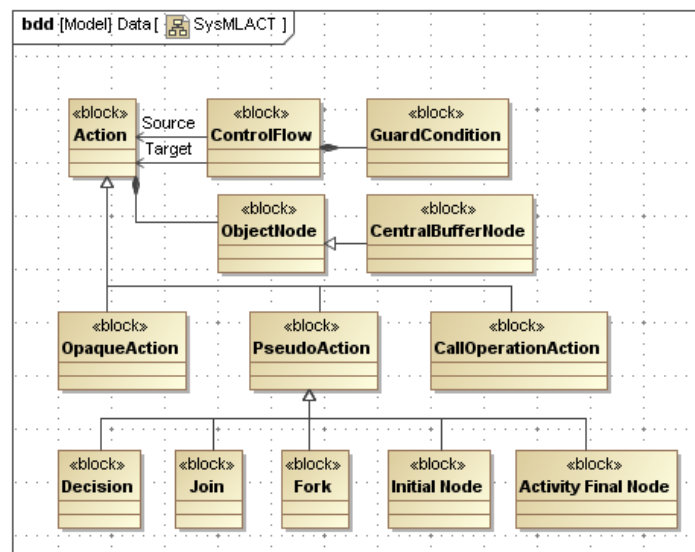 bdd [Model] Data [ SysMLACT ]
«block» «block» «block»
Action Source ControlFlow GuardCondition
Target
«block» «block»
ObjectNode CentralBufferNode
«block» «block» «block»
OpaqueAction PseudoAction CallOperationAction
«block» «block» «block» «block» «block»
Decision Join Fork Initial Node Activity Final Node